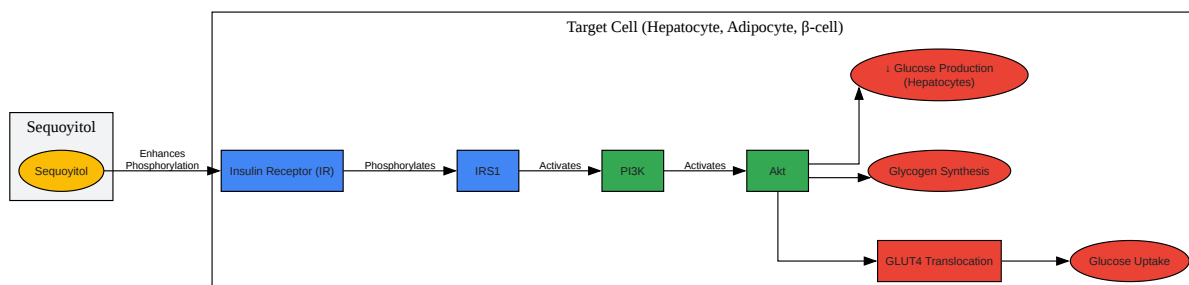 Target Cell (Hepatocyte, Adipocyte, β-cell)
↓ Glucose Production
(Hepatocytes)
Sequoyitol
Sequoyitol
Enhances
Phosphorylation
Insulin Receptor (IR)
Phosphorylates
IRS1
Activates
PI3K
Activates
Akt
Glycogen Synthesis
GLUT4 Translocation
Glucose Uptake